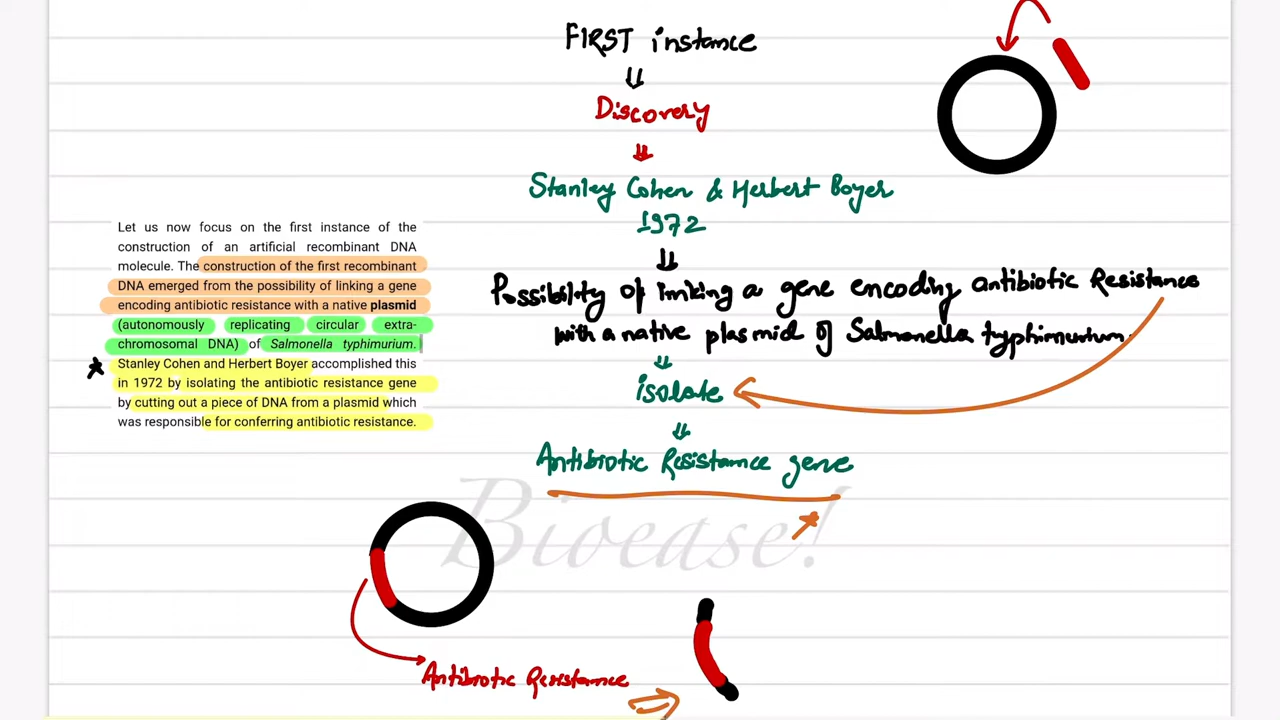 FIRST instance
Discovery
Stanley Cohen & Herbert Boyer
1972
Possibility of linking a gene encoding antibiotic Resistance
with a native plasmid of Salmonella typhimurium.
isolate
Antibiotic Resistance gene
Let us now focus on the first instance of the
construction of an artificial recombinant DNA
molecule. The construction of the first recombinant
DNA emerged from the possibility of linking a gene
encoding antibiotic resistance with a native plasmid
(autonomously replicating circular extra-
chromosomal DNA) of Salmonella typhimurium.
Stanley Cohen and Herbert Boyer accomplished this
in 1972 by isolating the antibiotic resistance gene
by cutting out a piece of DNA from a plasmid which
was responsible for conferring antibiotic resistance.
Bioease!
Antibiotic Resistance